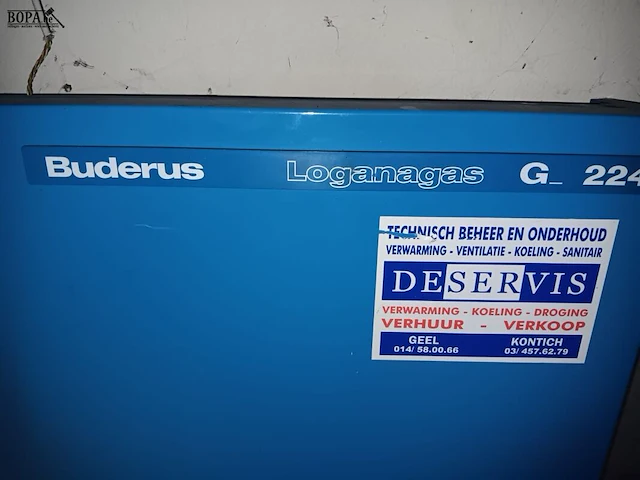 BOPA
Buderus Loganagas G_ 224
TECHNISCH BEHEER EN ONDERHOUD
VERWARMING - VENTILATIE - KOELING - SANITAIR
DESERVIS
VERWARMING - KOELING - DROGING
VERHUUR - VERKOOP
GEEL KONTICH
014/ 58.00.66 03/ 457.62.79